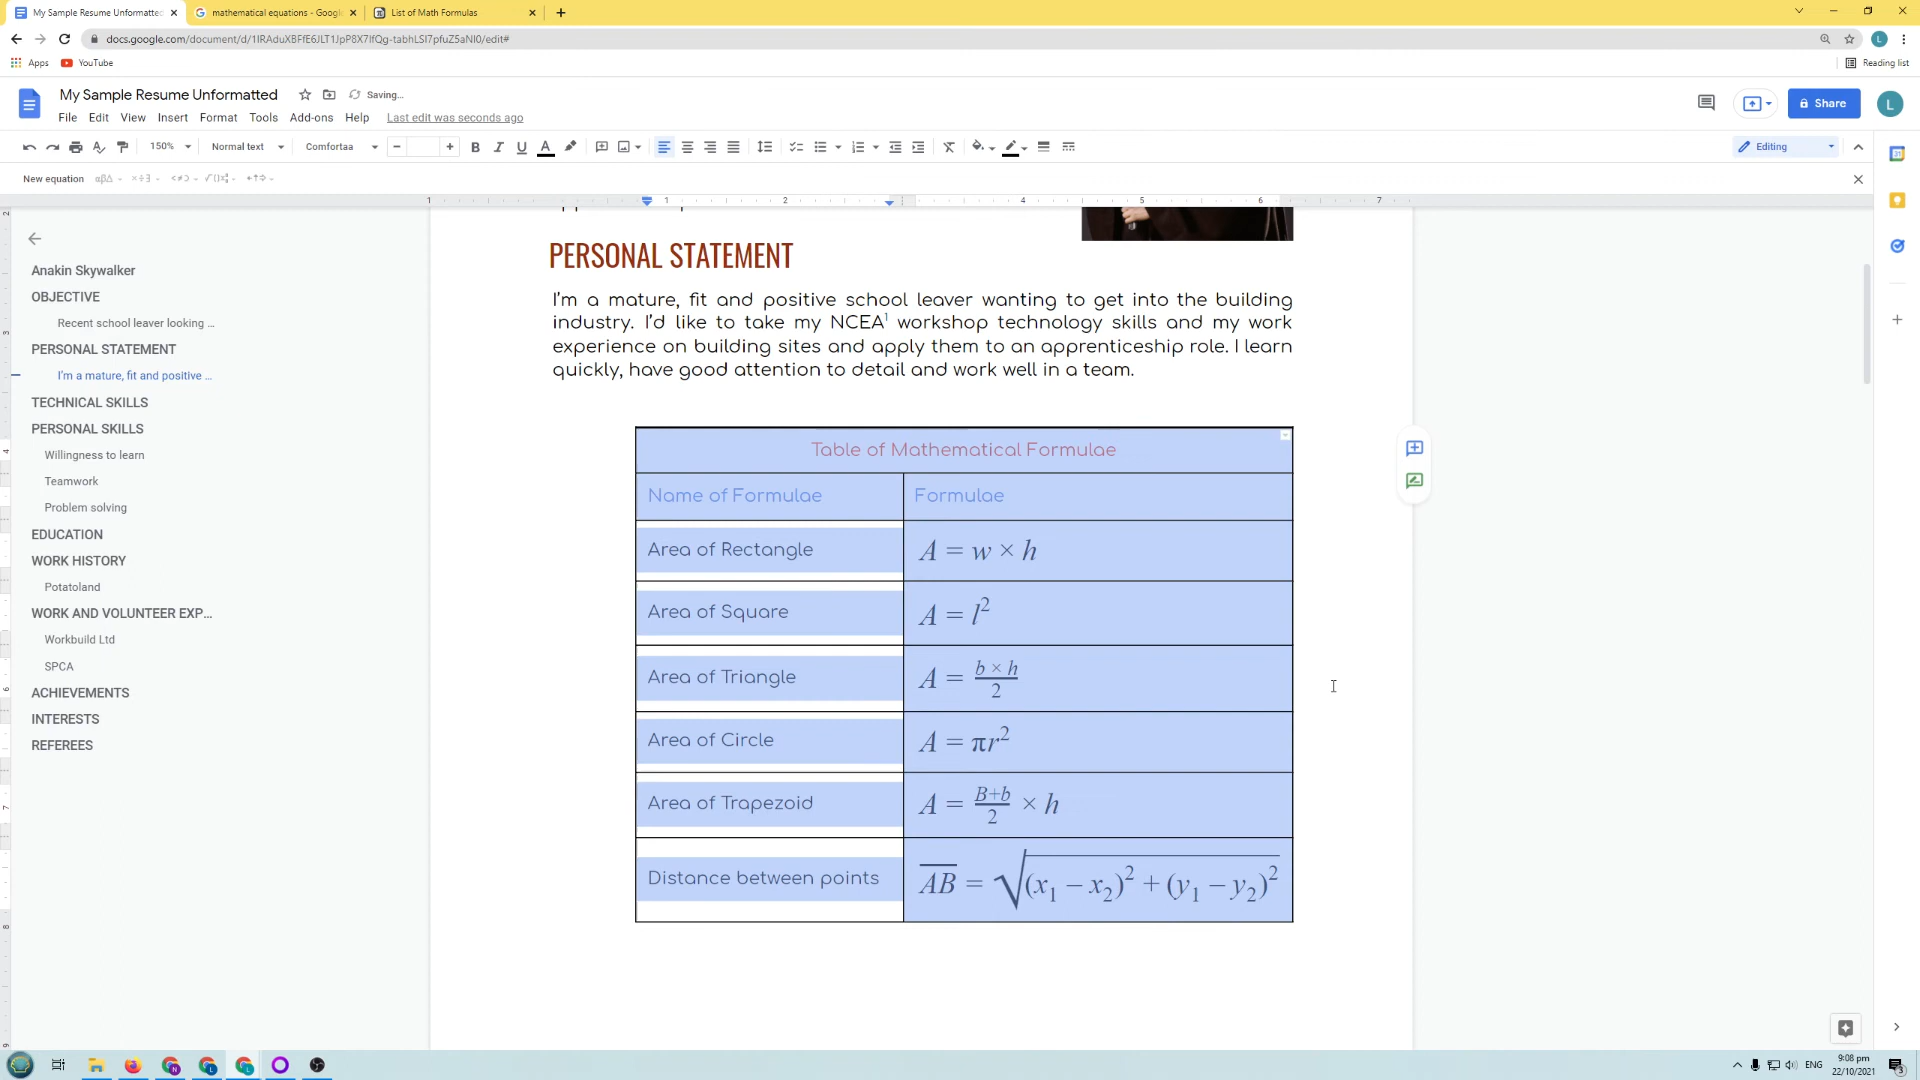 My Sample Resume Unformatted
mathematical equations - Google
List of Math Formulas
docs.google.com/document/d/1IRAduX8FfE6JLT1JpP8X7IfQg-tabhLSI7pfuZ5aNI0/edit#
Apps
YouTube
Reading list
My Sample Resume Unformatted
Saving...
Share
L
File Edit View Insert Format Tools Add-ons Help
Last edit was seconds ago
150%
Normal text
Comfortaa
B I U A
Editing
New equation
1 1 2 4 5 6 7
Anakin Skywalker
OBJECTIVE
Recent school leaver looking ...
PERSONAL STATEMENT
I'm a mature, fit and positive ...
TECHNICAL SKILLS
PERSONAL SKILLS
Willingness to learn
Teamwork
Problem solving
EDUCATION
WORK HISTORY
Potatoland
WORK AND VOLUNTEER EXP...
Workbuild Ltd
SPCA
ACHIEVEMENTS
INTERESTS
REFEREES
PERSONAL STATEMENT
I'm a mature, fit and positive school leaver wanting to get into the building
industry. I'd like to take my NCEA¹ workshop technology skills and my work
experience on building sites and apply them to an apprenticeship role. I learn
quickly, have good attention to detail and work well in a team.
Table of Mathematical Formulae
Name of Formulae Formulae
Area of Rectangle A = w × h
Area of Square A = l²
Area of Triangle A = b × h / 2
Area of Circle A = πr²
Area of Trapezoid A = B+b / 2 × h
Distance between points AB = √(x₁ − x₂)² + (y₁ − y₂)²
ENG
9:08 pm
22/10/2021